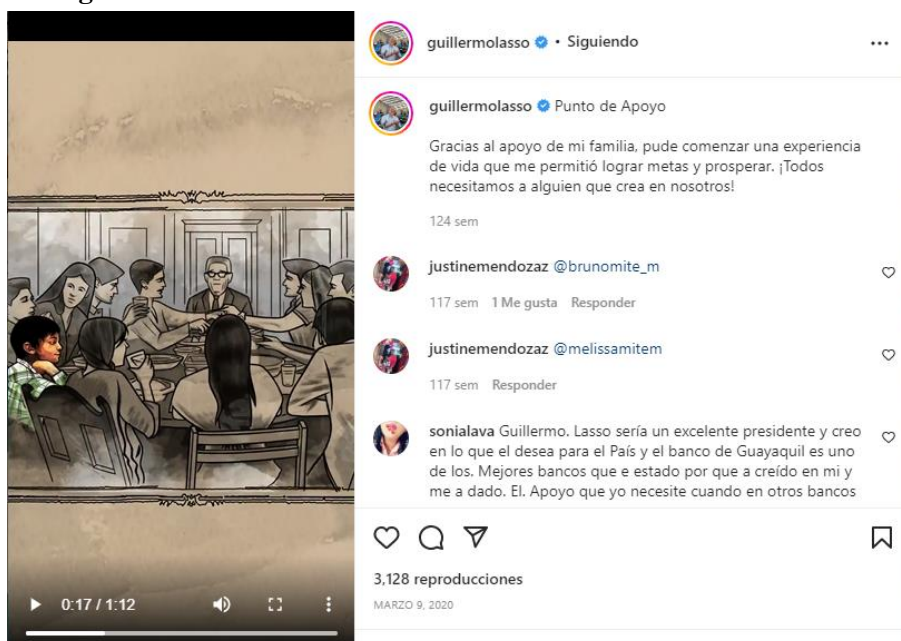 guillermolasso • Siguiendo
guillermolasso Punto de Apoyo
Gracias al apoyo de mi familia, pude comenzar una experiencia
de vida que me permitió lograr metas y prosperar. ¡Todos
necesitamos a alguien que crea en nosotros!
124 sem
justinemendozaz @brunomite_m
117 sem 1 Me gusta Responder
justinemendozaz @melissamitem
117 sem Responder
sonialava Guillermo. Lasso sería un excelente presidente y creo
en lo que el desea para el País y el banco de Guayaquil es uno
de los. Mejores bancos que e estado por que a creído en mi y
me a dado. El. Apoyo que yo necesite cuando en otros bancos
3,128 reproducciones
MARZO 9, 2020
0:17 / 1:12